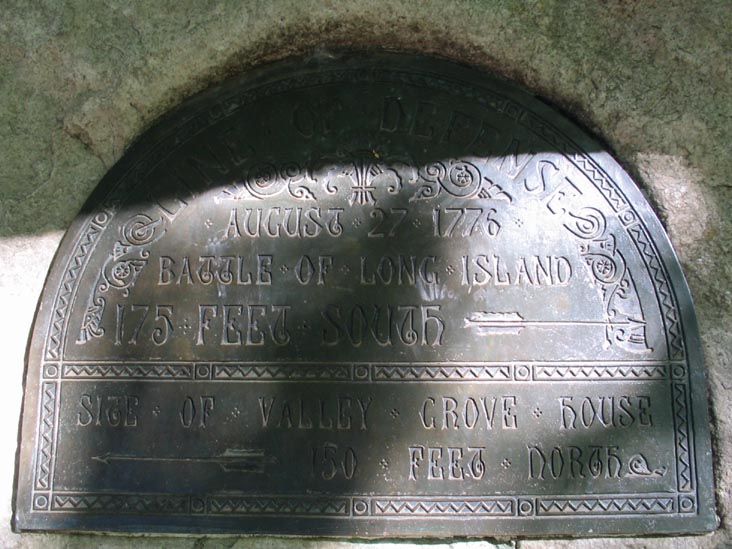 LINE · OF DEFENSE
AUGUST · 27 · 1776 ·
BATTLE · OF · LONG · ISLAND
175 · FEET · SOUTH
SITE · OF · VALLEY · GROVE · HOUSE
150 · FEET · NORTH